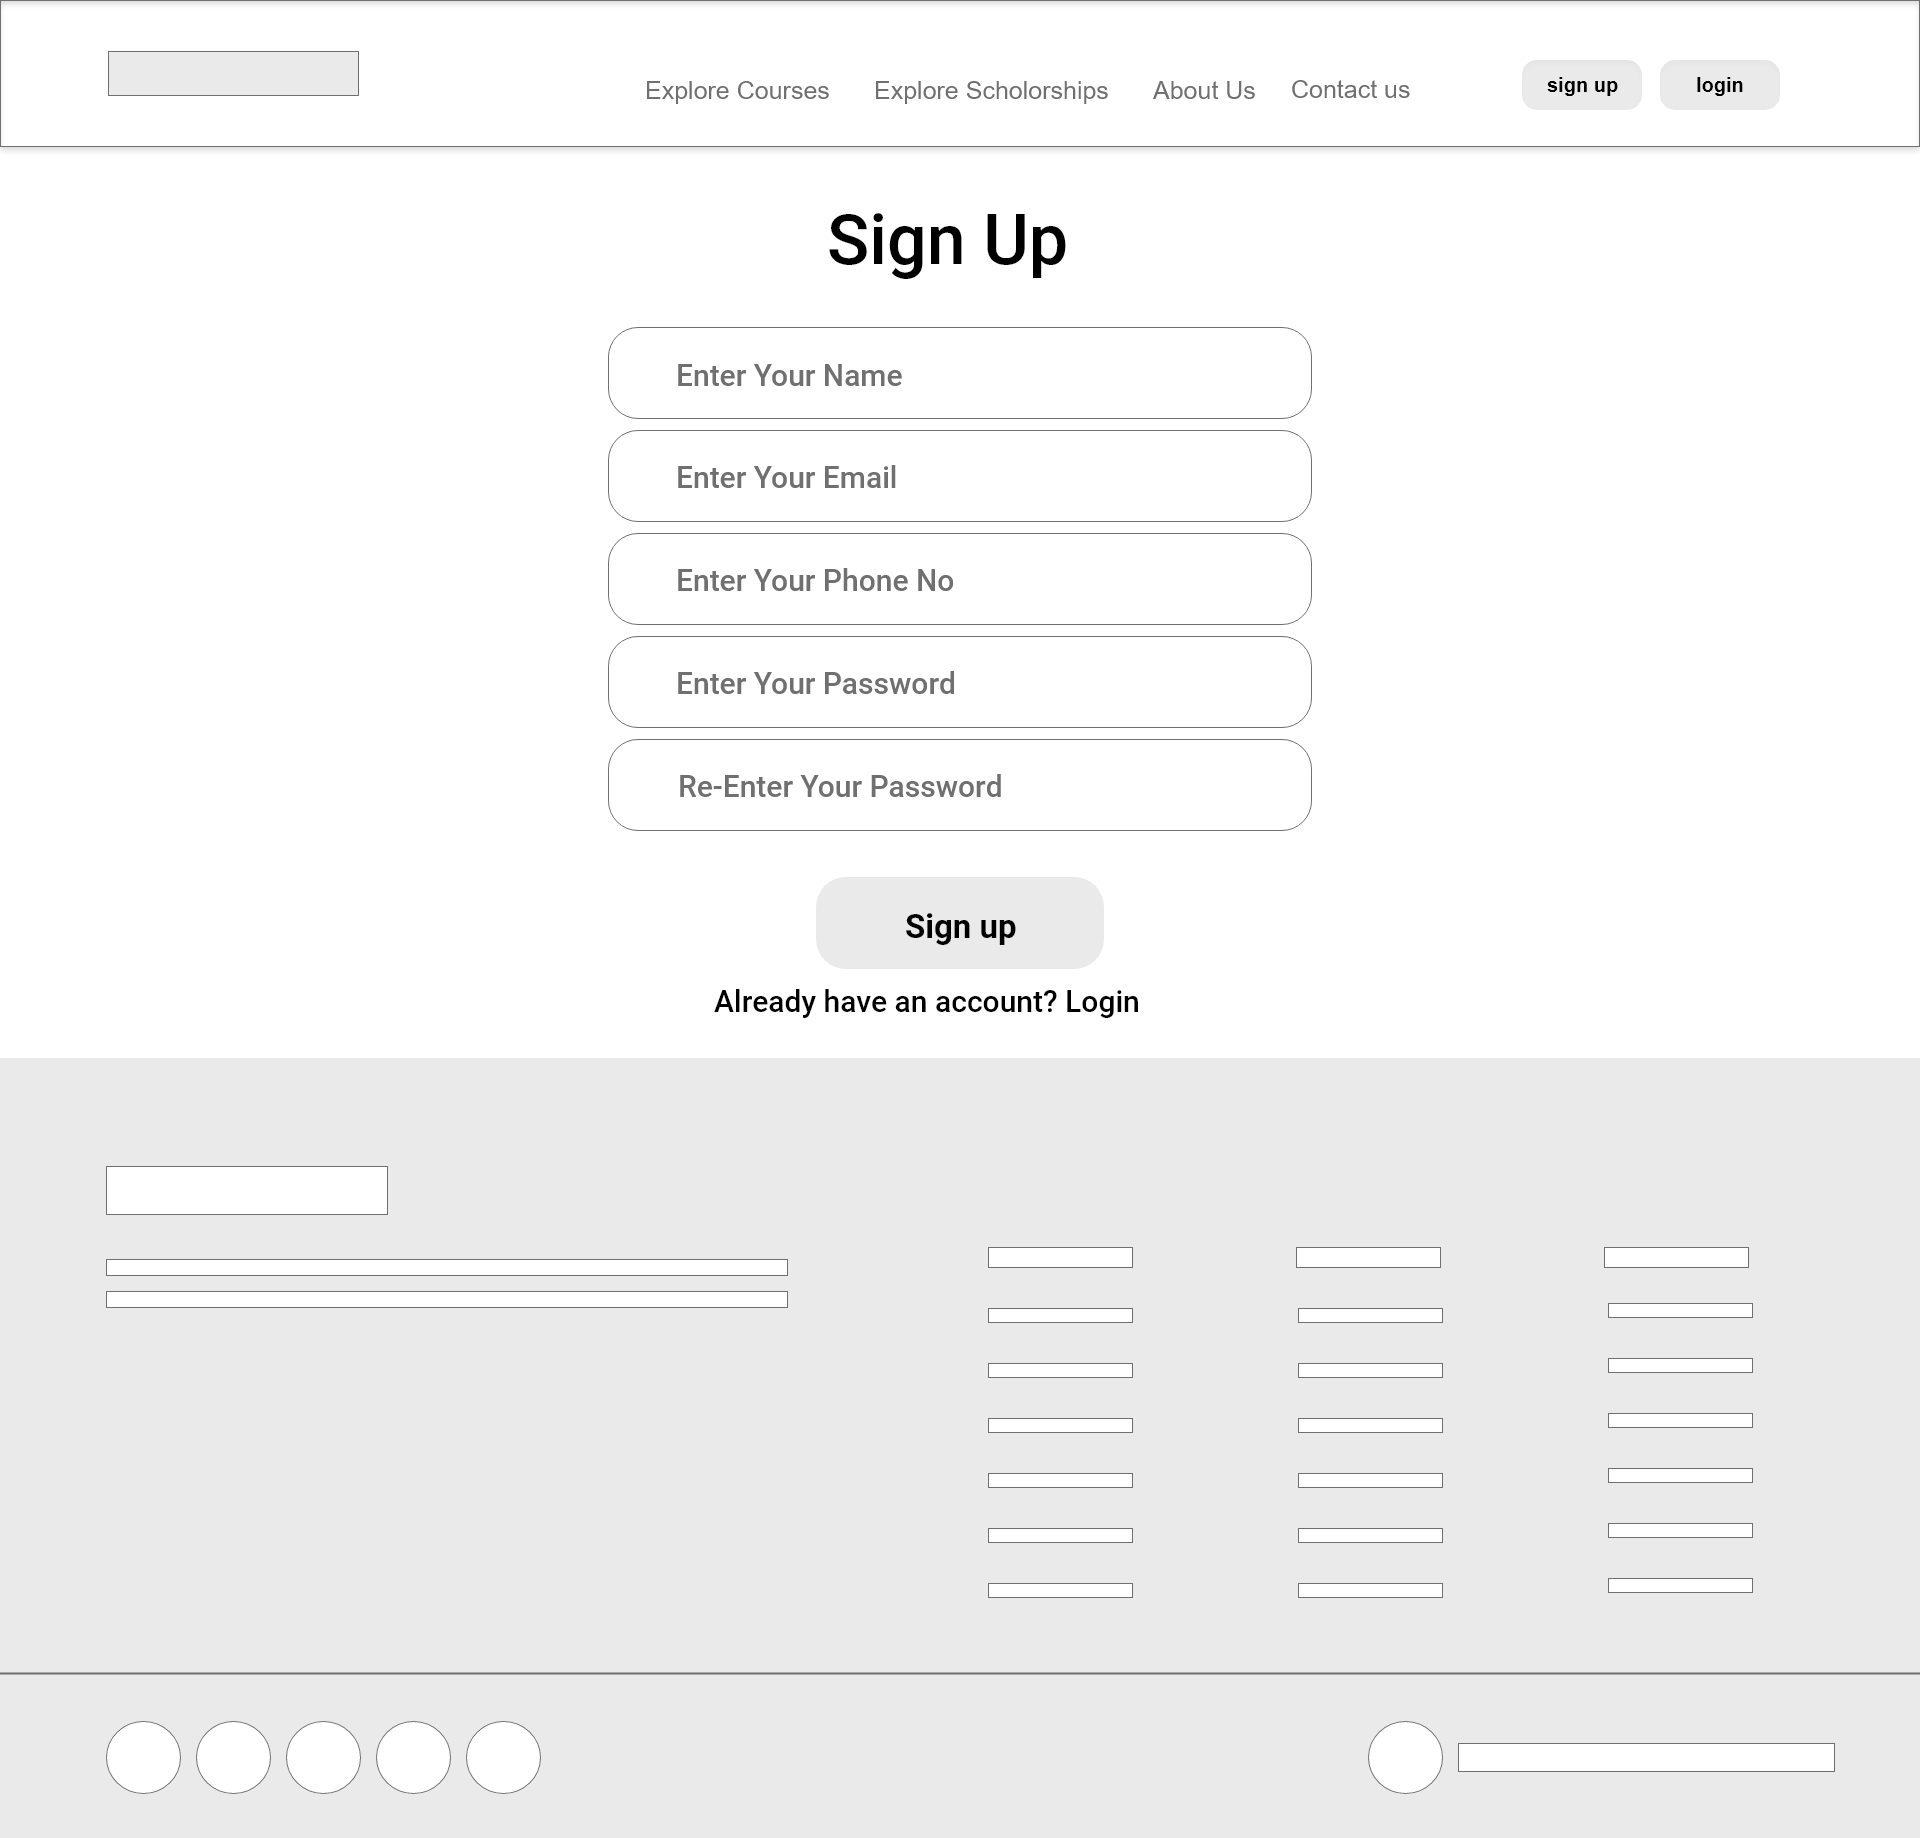 Explore Courses Explore Scholorships About Us Contact us sign up login
Sign Up
Enter Your Name
Enter Your Email
Enter Your Phone No
Enter Your Password
Re-Enter Your Password
Sign up
Already have an account? Login